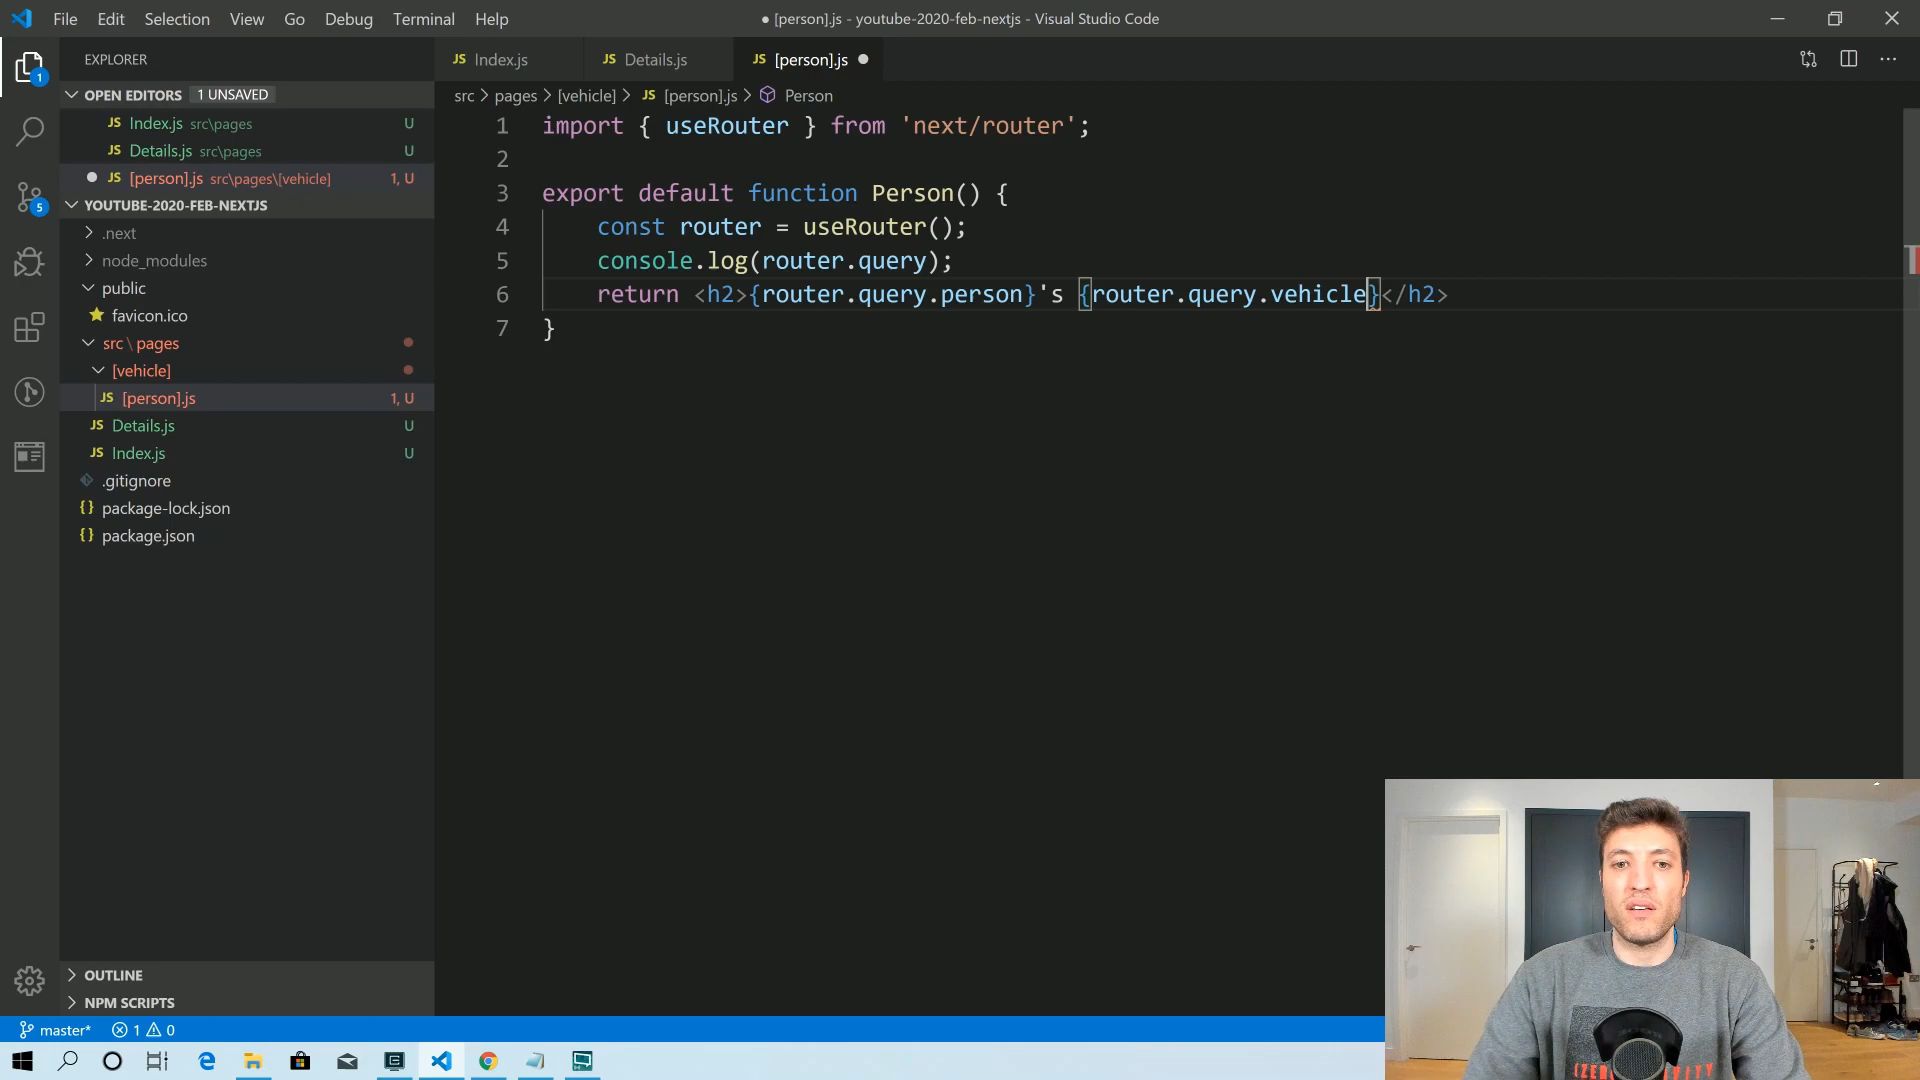 File Edit Selection View Go Debug Terminal Help
● [person].js - youtube-2020-feb-nextjs - Visual Studio Code
EXPLORER
OPEN EDITORS 1 UNSAVED
JS Index.js src\pages U
JS Details.js src\pages U
● JS [person].js src\pages\[vehicle] 1, U
YOUTUBE-2020-FEB-NEXTJS
.next
node_modules
public
favicon.ico
src \ pages
[vehicle]
JS [person].js 1, U
JS Details.js U
JS Index.js U
.gitignore
{} package-lock.json
{} package.json
OUTLINE
NPM SCRIPTS
1
5
JS Index.js JS Details.js JS [person].js ●
src > pages > [vehicle] > JS [person].js > Person
1 import { useRouter } from 'next/router';
2
3 export default function Person() {
4 const router = useRouter();
5 console.log(router.query);
6 return <h2>{router.query.person}'s {router.query.vehicle}</h2>
7 }
master* 1 0